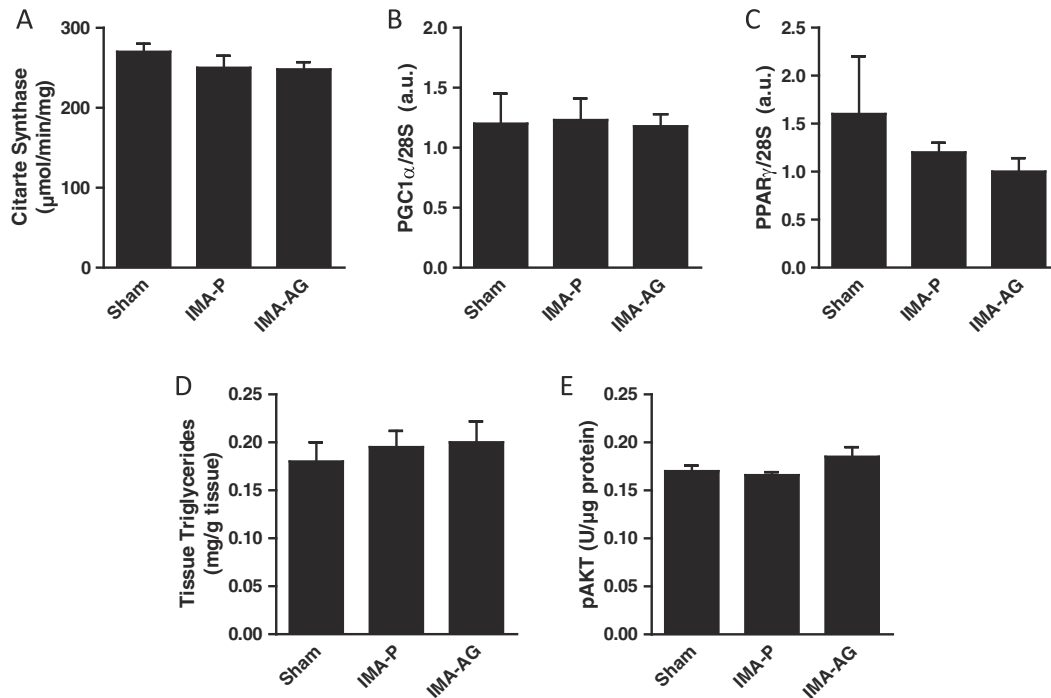 A
Citarte Synthase
(µmol/min/mg)
300
200
100
0
Sham
IMA-P
IMA-AG
B
PGC1α/28S (a.u.)
2.0
1.5
1.0
0.5
0.0
Sham
IMA-P
IMA-AG
C
PPARγ/28S (a.u.)
2.5
2.0
1.5
1.0
0.5
0.0
Sham
IMA-P
IMA-AG
D
Tissue Triglycerides
(mg/g tissue)
0.25
0.20
0.15
0.10
0.05
0.00
Sham
IMA-P
IMA-AG
E
pAKT (U/µg protein)
0.25
0.20
0.15
0.10
0.05
0.00
Sham
IMA-P
IMA-AG